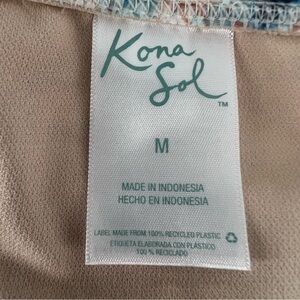 Kona
Sol
TM
M
MADE IN INDONESIA
HECHO EN INDONESIA
LABEL MADE FROM 100% RECYCLED PLASTIC
ETIQUETA ELABORADA CON PLÁSTICO
100 % RECICLADO